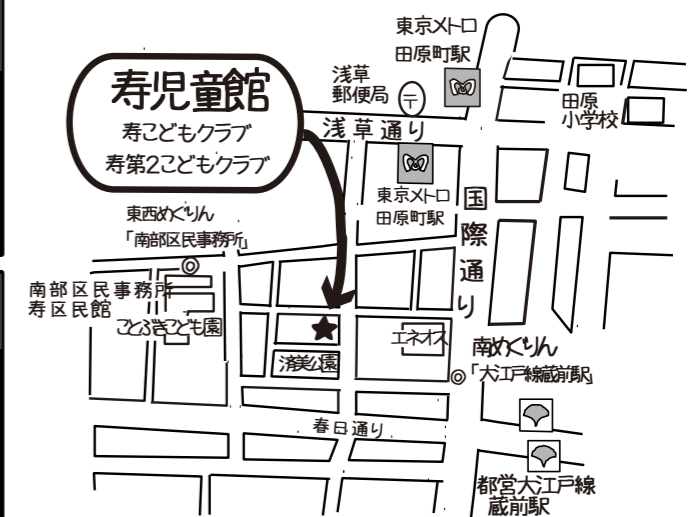 東京メトロ
田原町駅
寿児童館
寿こどもクラブ
寿第2こどもクラブ
浅草
郵便局
〒
田原
小学校
浅草通り
東京メトロ
田原町駅
国際通り
東西めぐりん
「南部区民事務所」
南部区民事務所
寿区民館
ことぶきこども園
済美公園
エネオス
南めぐりん
「大江戸線蔵前駅」
春日通り
都営大江戸線
蔵前駅